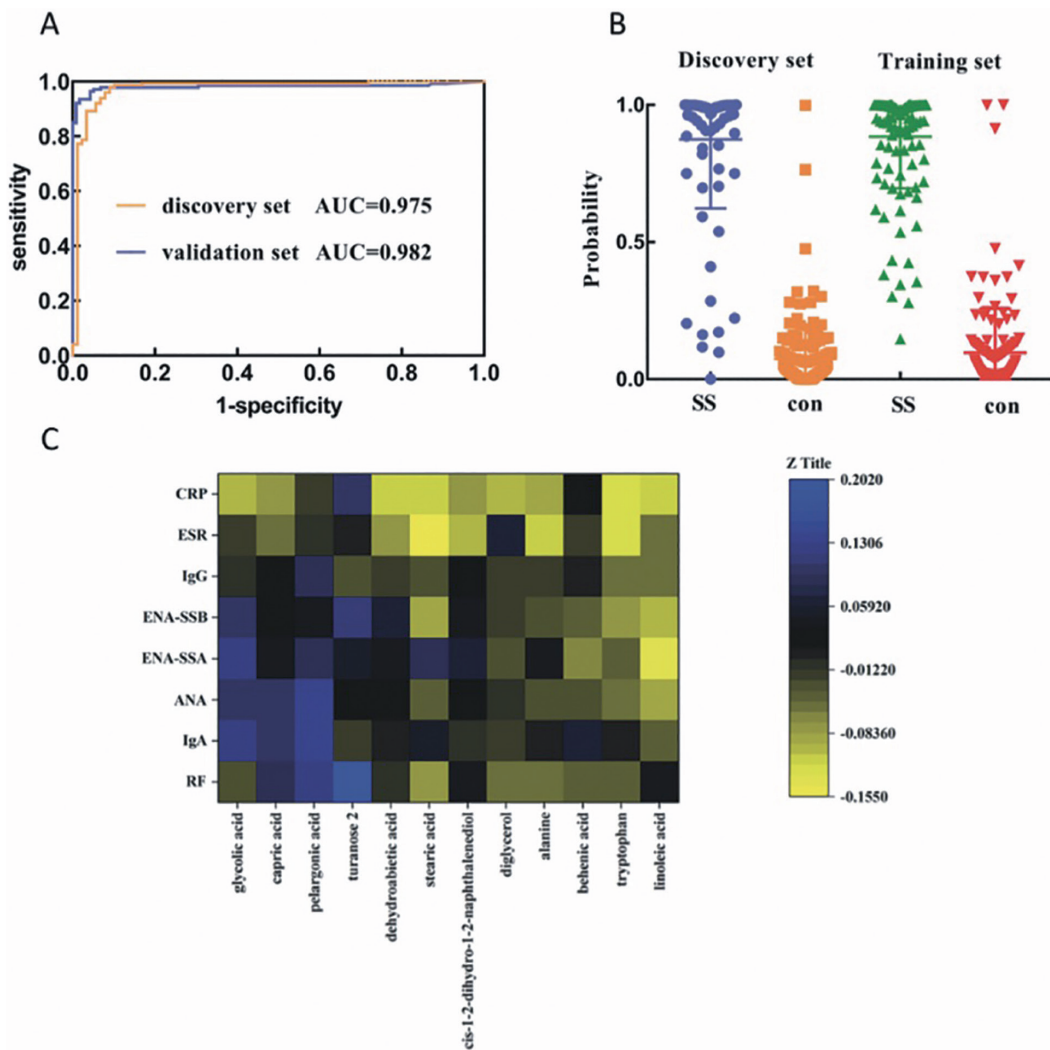 A
1.0
0.8
0.6
0.4
0.2
0.0
sensitivity
discovery set AUC=0.975
validation set AUC=0.982
0.0 0.2 0.4 0.6 0.8 1.0
1-specificity
B
Discovery set Training set
1.0
0.5
0.0
Probability
SS con SS con
C
CRP
ESR
IgG
ENA-SSB
ENA-SSA
ANA
IgA
RF
glycolic acid
capric acid
pelargonic acid
turanose 2
dehydroabietic acid
stearic acid
cis-1-2-dihydro-1-2-naphthalenediol
diglycerol
alanine
behenic acid
tryptophan
linoleic acid
Z Title
0.2020
0.1306
0.05920
-0.01220
-0.08360
-0.1550